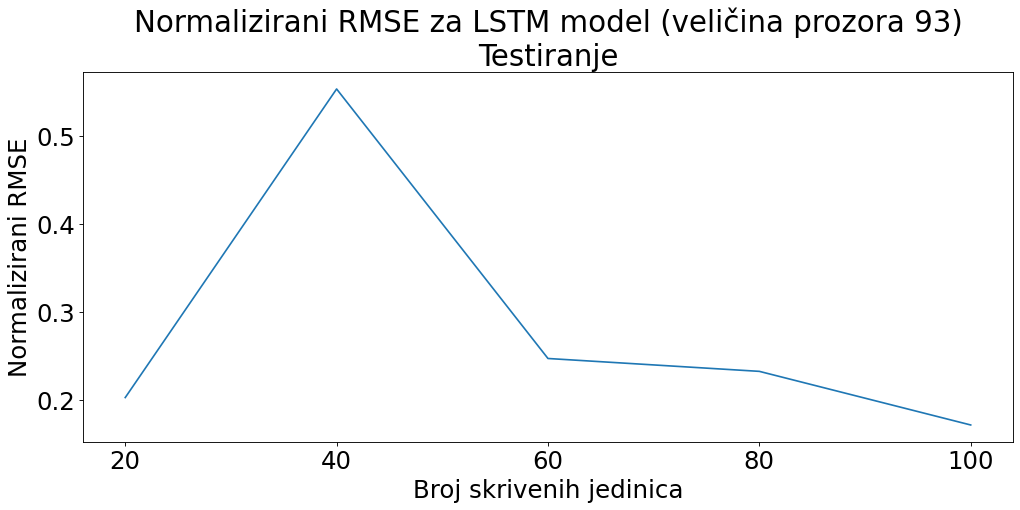 Normalizirani RMSE za LSTM model (veličina prozora 93)
Testiranje
Normalizirani RMSE
0.5
0.4
0.3
0.2
20 40 60 80 100
Broj skrivenih jedinica